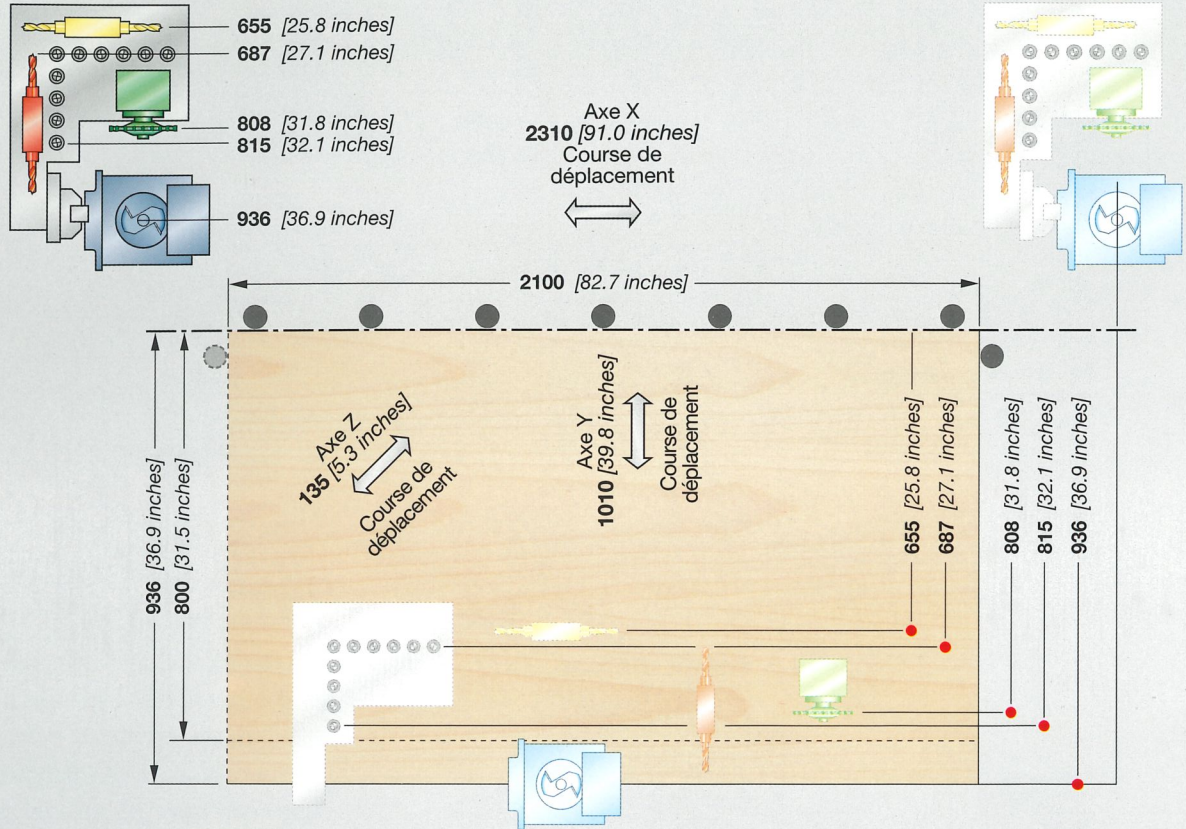 655 [25.8 inches]
687 [27.1 inches]
808 [31.8 inches]
815 [32.1 inches]
936 [36.9 inches]
Axe X
2310 [91.0 inches]
Course de
déplacement
2100 [82.7 inches]
936 [36.9 inches]
800 [31.5 inches]
Axe Z
135 [5.3 inches]
Course de
déplacement
Axe Y
1010 [39.8 inches]
Course de
déplacement
655 [25.8 inches]
687 [27.1 inches]
808 [31.8 inches]
815 [32.1 inches]
936 [36.9 inches]